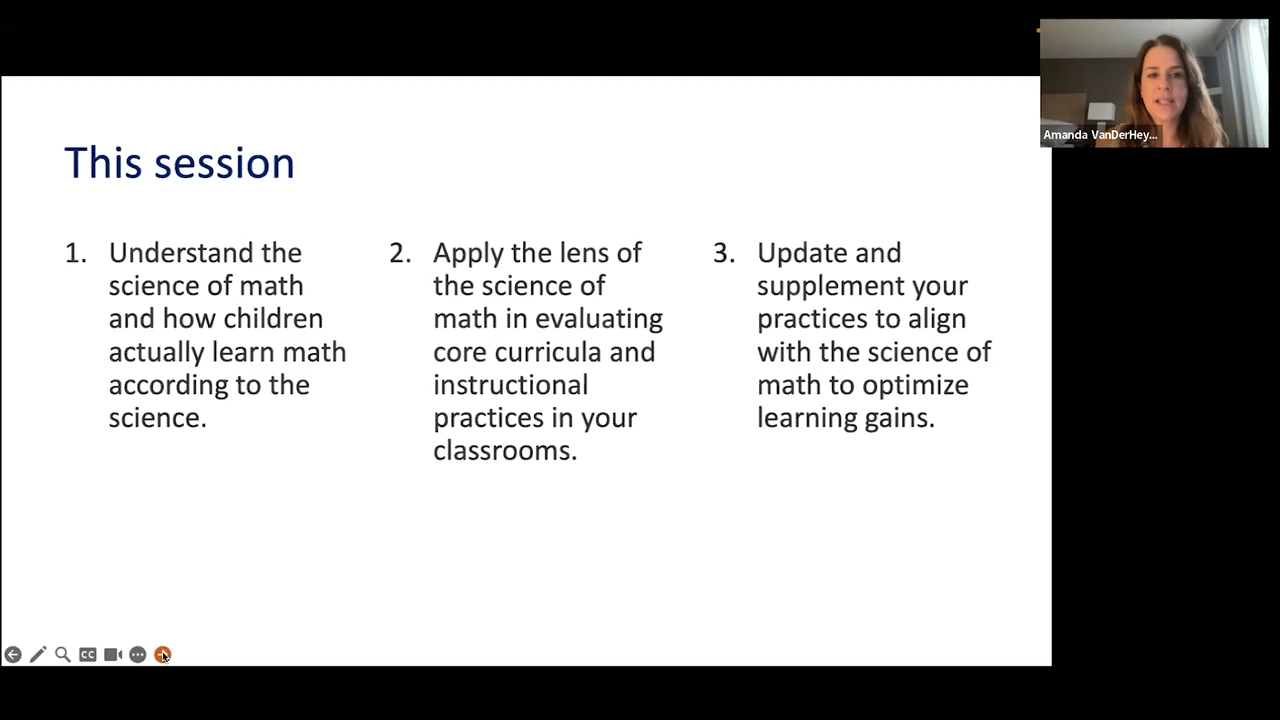 This session
1. Understand the
science of math
and how children
actually learn math
according to the
science.
2. Apply the lens of
the science of
math in evaluating
core curricula and
instructional
practices in your
classrooms.
3. Update and
supplement your
practices to align
with the science of
math to optimize
learning gains.
Amanda VanDerHey...
CC